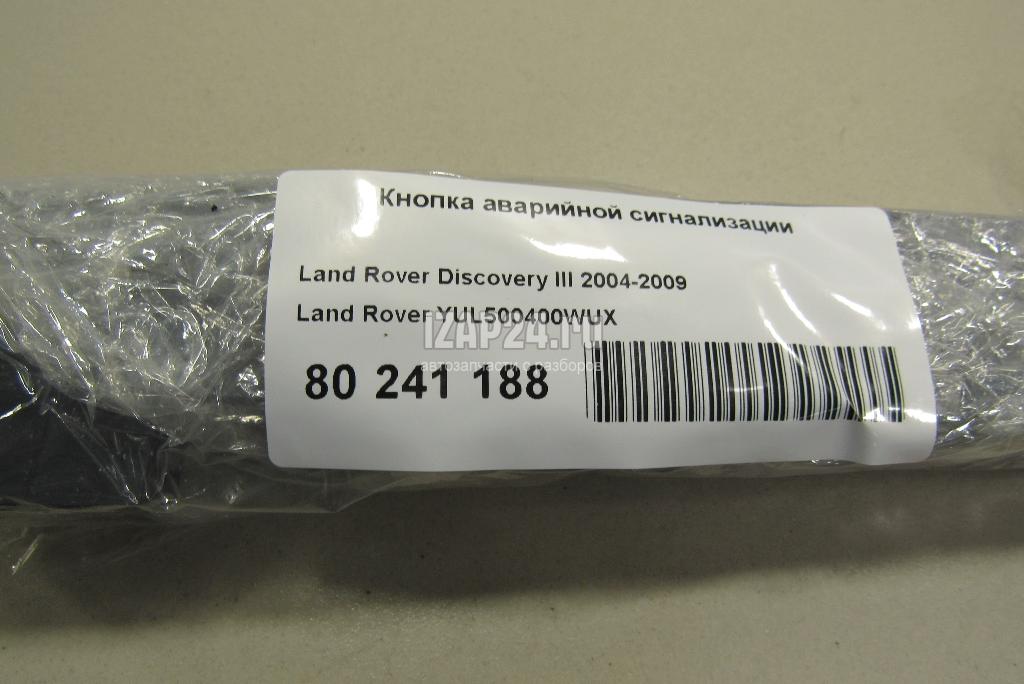 Кнопка аварийной сигнализации
Land Rover Discovery III 2004-2009
Land Rover YUL500400WUX
IZAP24.ru
автозапчасти с разборов
80 241 188